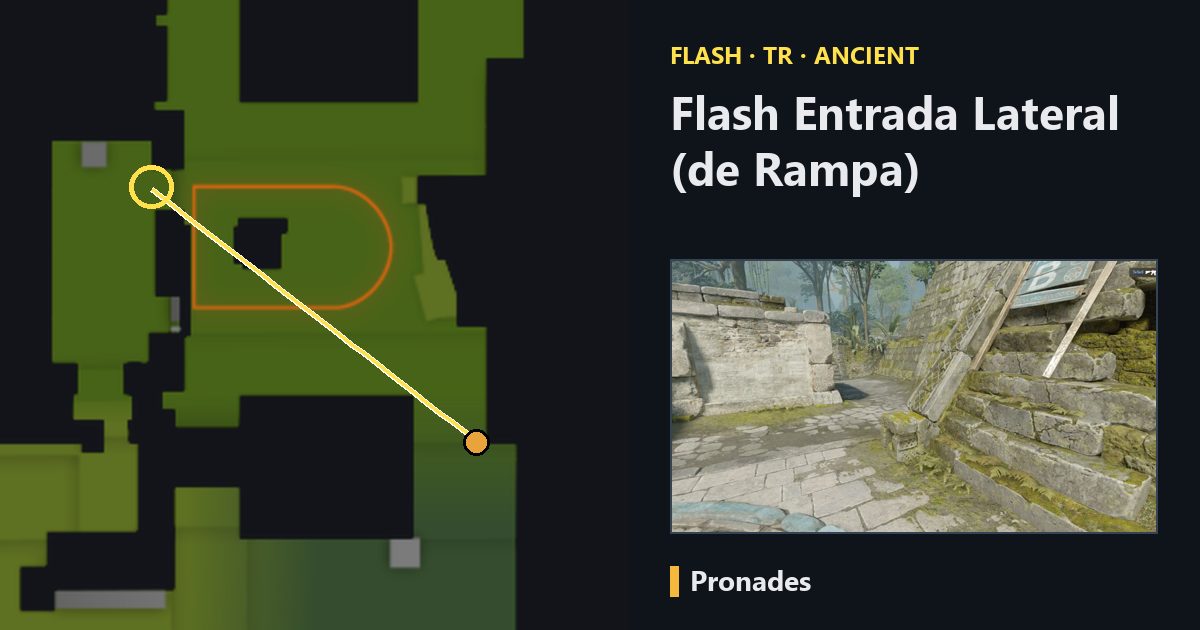 FLASH · TR · ANCIENT
Flash Entrada Lateral
(de Rampa)
B
Pronades